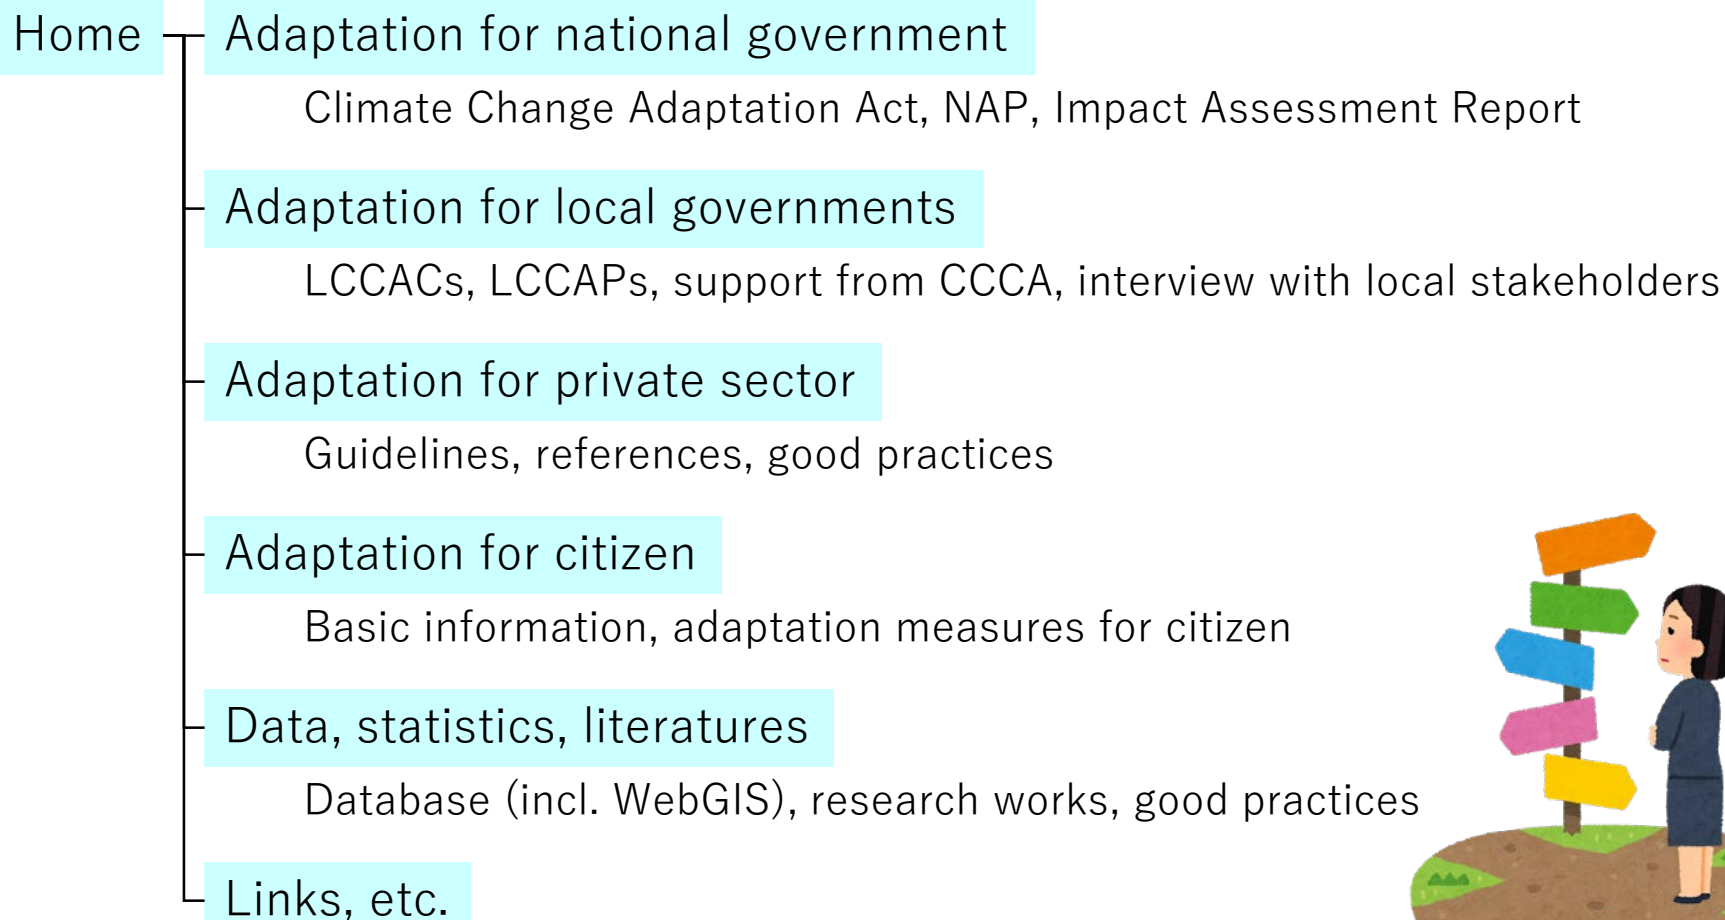 Home
Adaptation for national government
Climate Change Adaptation Act, NAP, Impact Assessment Report
Adaptation for local governments
LCCACs, LCCAPs, support from CCCA, interview with local stakeholders
Adaptation for private sector
Guidelines, references, good practices
Adaptation for citizen
Basic information, adaptation measures for citizen
Data, statistics, literatures
Database (incl. WebGIS), research works, good practices
Links, etc.